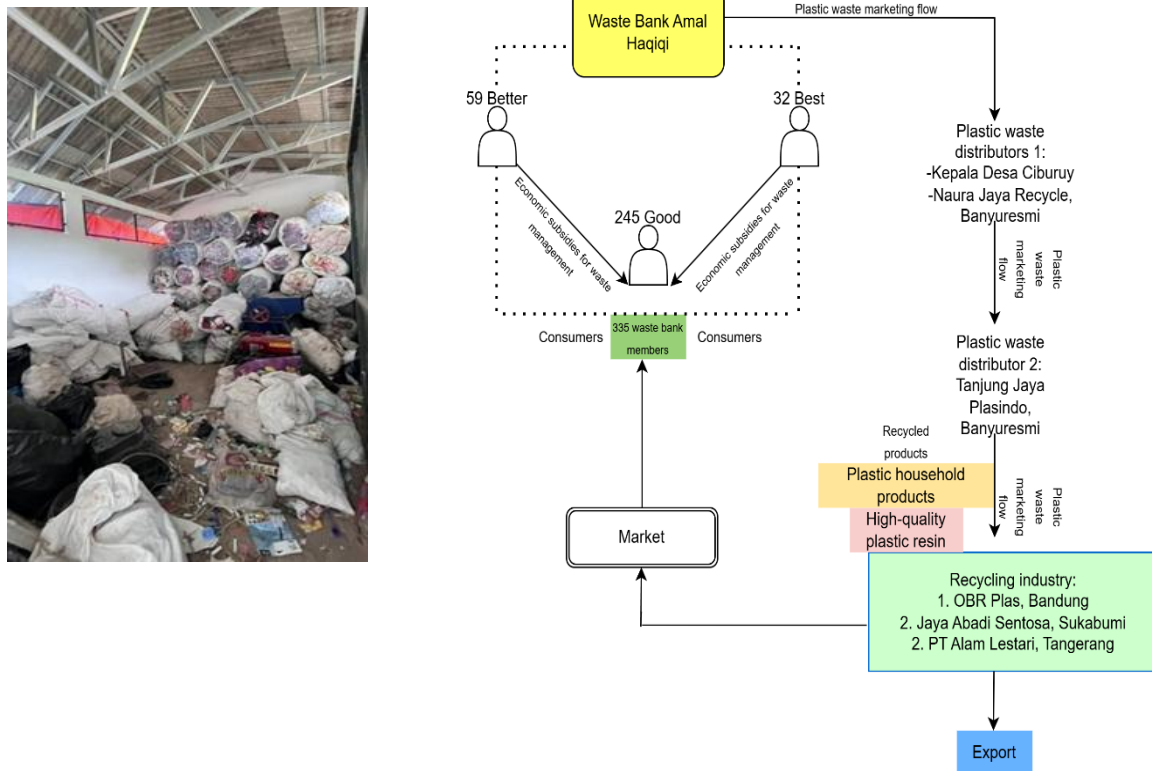 Waste Bank Amal
Haqiqi
Plastic waste marketing flow
59 Better
32 Best
Economic subsidies for waste
management
Economic subsidies for waste
management
245 Good
Consumers
335 waste bank
members
Consumers
Plastic waste
distributors 1:
-Kepala Desa Ciburuy
-Naura Jaya Recycle,
Banyuresmi
Plastic
waste
marketing
flow
Plastic waste
distributor 2:
Tanjung Jaya
Plasindo,
Banyuresmi
Plastic
waste
marketing
flow
Recycled
products
Plastic household
products
High-quality
plastic resin
Market
Recycling industry:
1. OBR Plas, Bandung
2. Jaya Abadi Sentosa, Sukabumi
2. PT Alam Lestari, Tangerang
Export